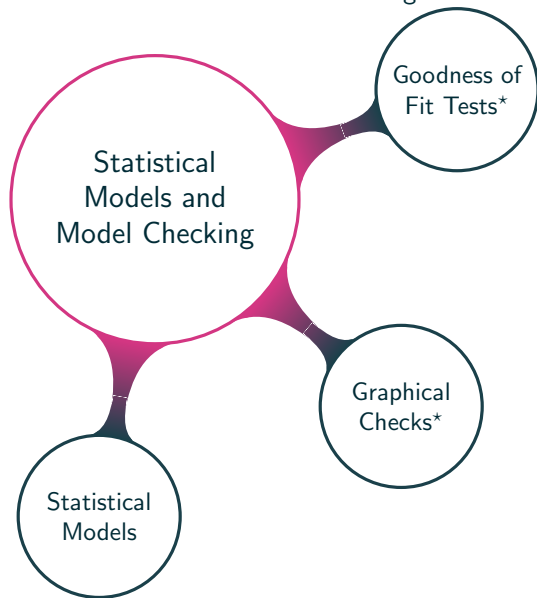 Goodness of
Fit Tests*
Statistical
Models and
Model Checking
Graphical
Checks*
Statistical
Models